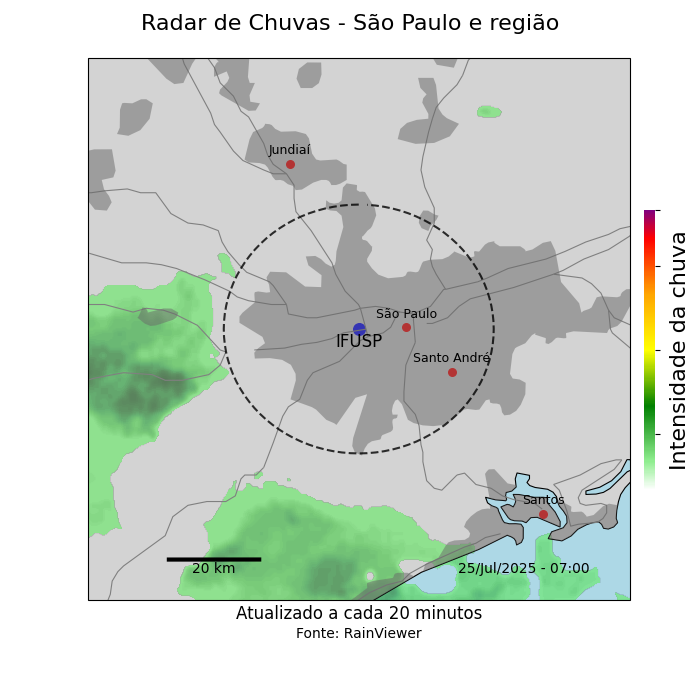 Radar de Chuvas - São Paulo e região
Jundiaí
São Paulo
IFUSP
Santo André
Santos
20 km
25/Jul/2025 - 07:00
Intensidade da chuva
Atualizado a cada 20 minutos
Fonte: RainViewer